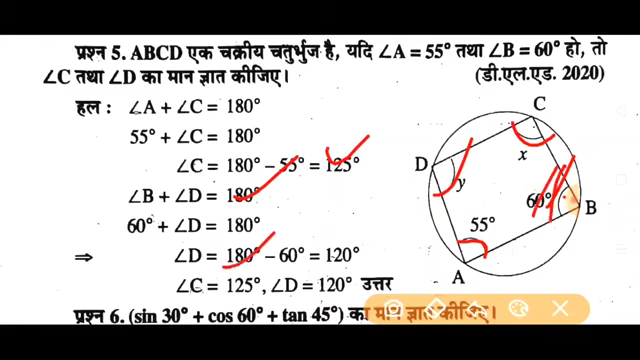 प्रश्न 5. ABCD एक चक्रीय चतुर्भुज है, यदि ∠A = 55° तथा ∠B = 60° हो, तो
∠C तथा ∠D का मान ज्ञात कीजिए। (डी.एल.एड. 2020)
हल : ∠A + ∠C = 180°
55° + ∠C = 180°
∠C = 180° – 55° = 125°
∠B + ∠D = 180°
60° + ∠D = 180°
⇒ ∠D = 180° – 60° = 120°
∠C = 125°, ∠D = 120° उत्तर
C
x
D
y
60°
B
55°
A
प्रश्न 6. (sin 30° + cos 60° + tan 45°) का मान ज्ञात कीजिए।